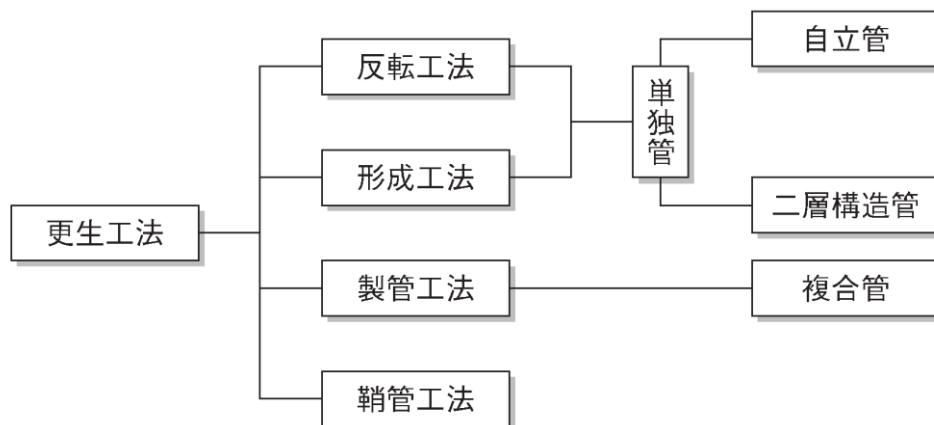 更生工法
反転工法
形成工法
製管工法
鞘管工法
単独管
自立管
二層構造管
複合管